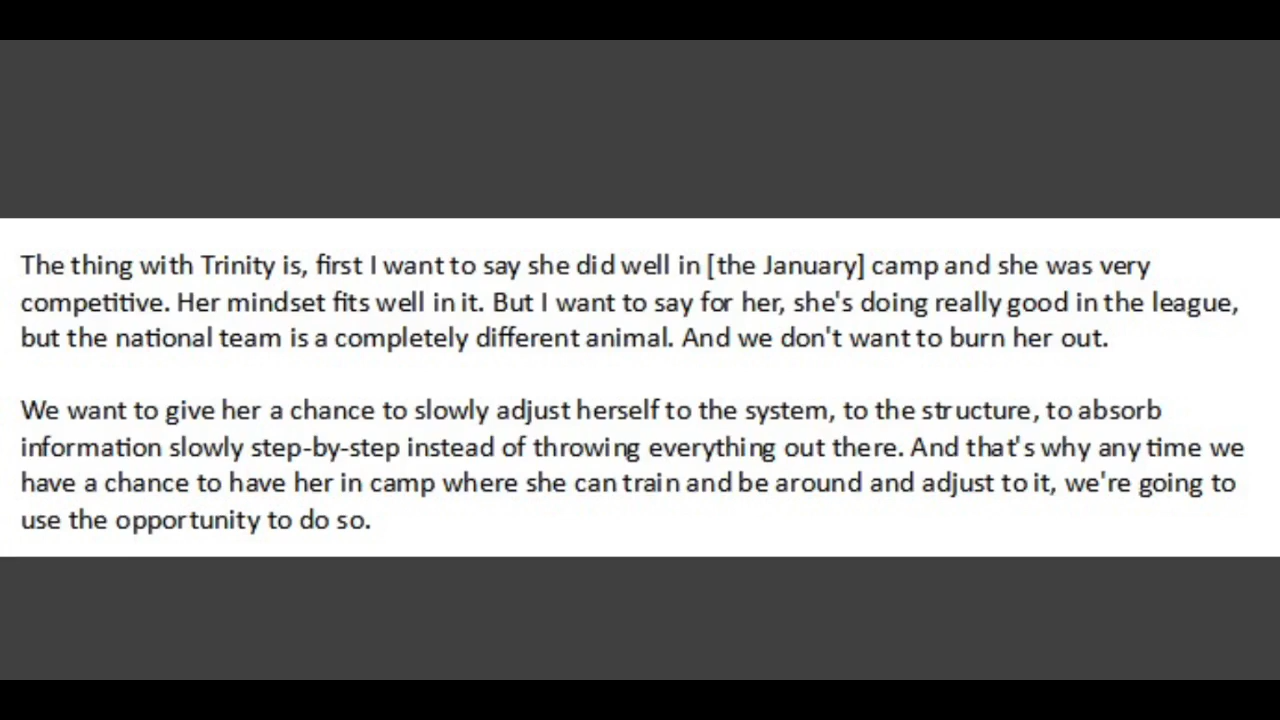 The thing with Trinity is, first I want to say she did well in [the January] camp and she was very
competitive. Her mindset fits well in it. But I want to say for her, she's doing really good in the league,
but the national team is a completely different animal. And we don't want to burn her out.
We want to give her a chance to slowly adjust herself to the system, to the structure, to absorb
information slowly step-by-step instead of throwing everything out there. And that's why any time we
have a chance to have her in camp where she can train and be around and adjust to it, we're going to
use the opportunity to do so.